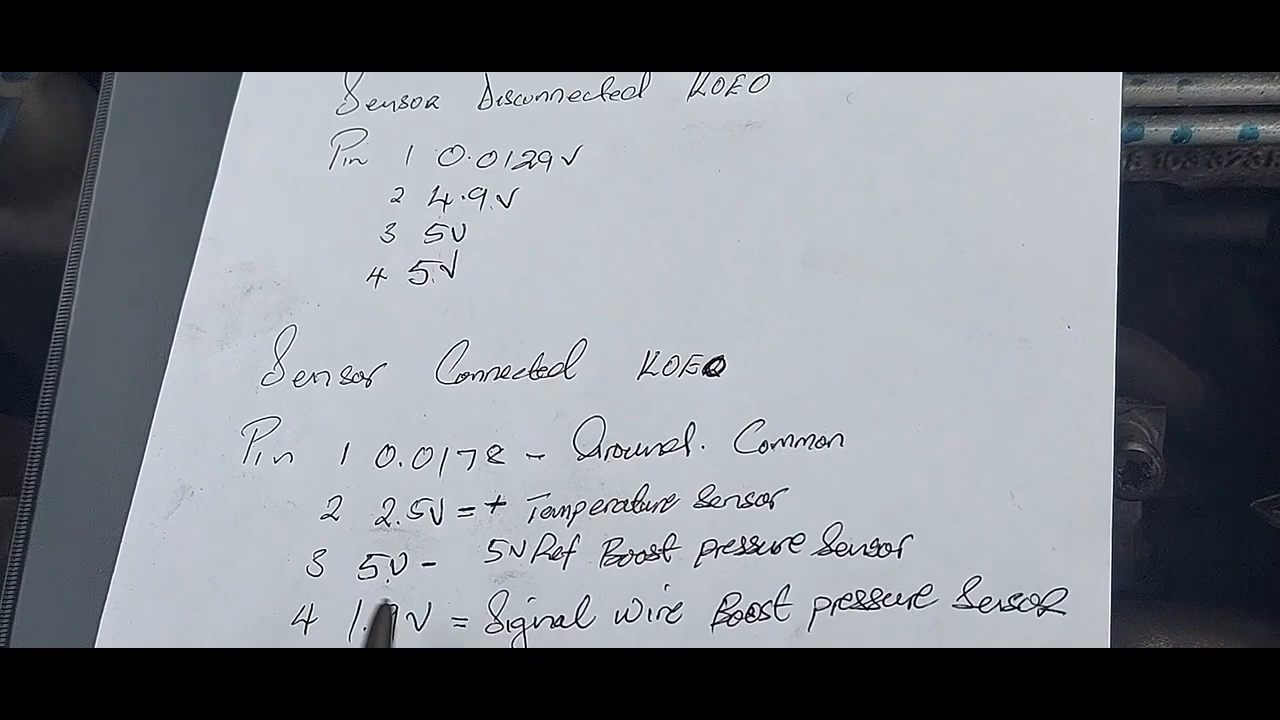 Sensor Disconnected KOEO
Pin 1 0.0129V
2 4.9V
3 5V
4 5V
Sensor Connected KOEO
Pin 1 0.0178 - Ground. Common
2 2.5V = + Temperature Sensor
3 5V - 5V Ref Boost pressure Sensor
4 = Signal wire Boost pressure Sensor